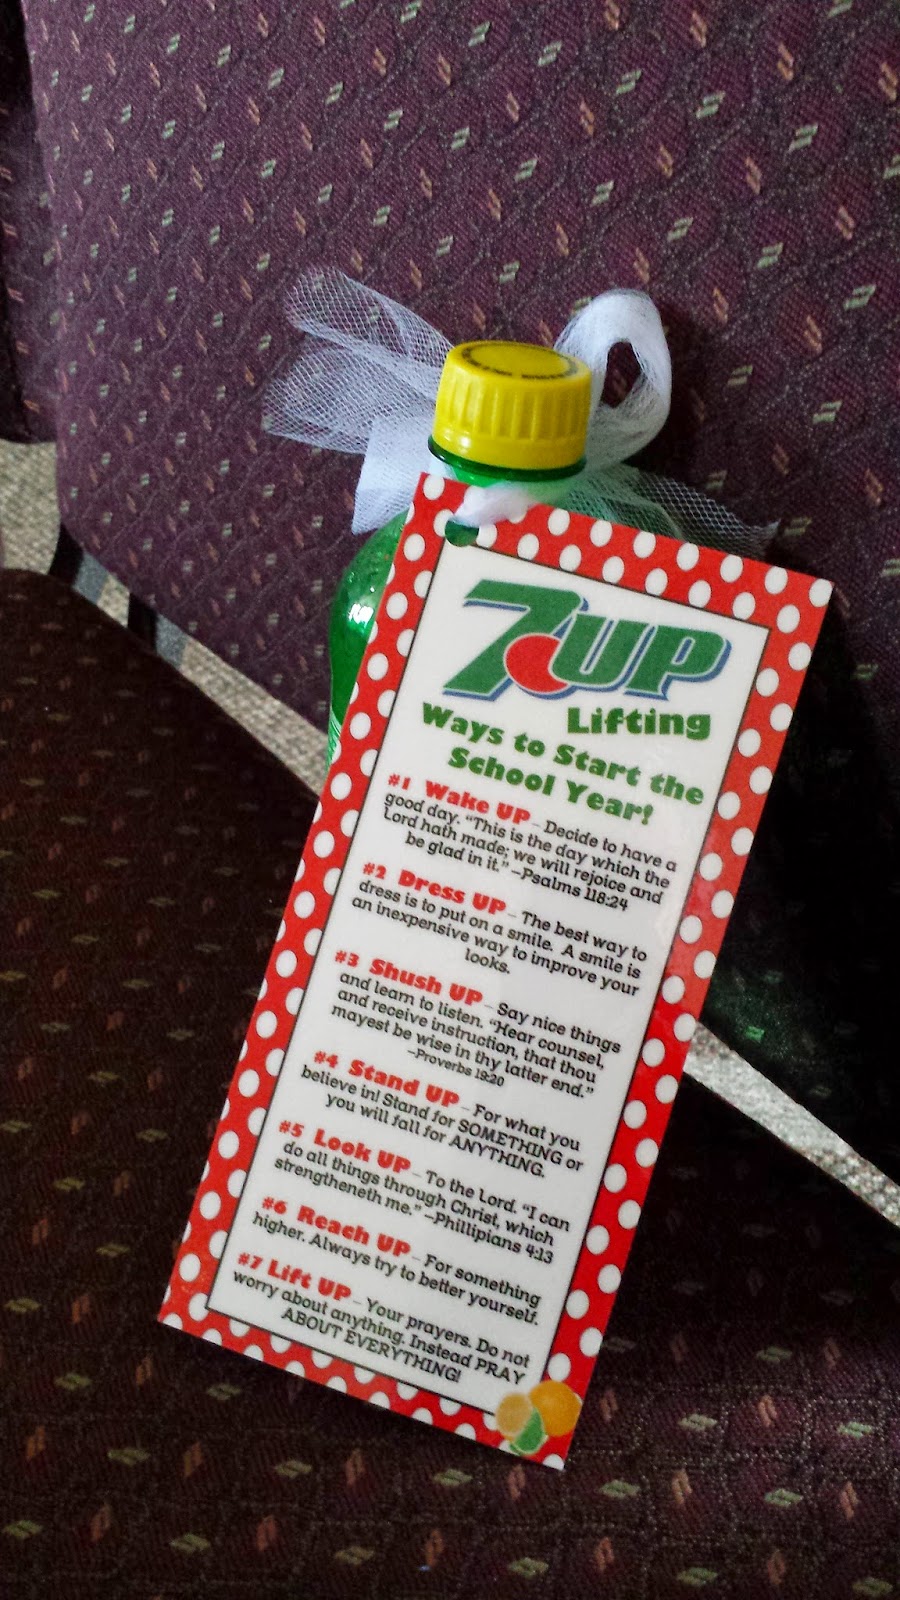 7UP
Lifting
Ways to Start the
School Year!
#1 Wake UP – Decide to have a
good day. “This is the day which the
Lord hath made; we will rejoice and
be glad in it.” –Psalms 118:24
#2 Dress UP – The best way to
dress is to put on a smile. A smile is
an inexpensive way to improve your
looks.
#3 Shush UP – Say nice things
and learn to listen. “Hear counsel,
and receive instruction, that thou
mayest be wise in thy latter end.”
–Proverbs 19:20
#4 Stand UP – For what you
believe in! Stand for SOMETHING or
you will fall for ANYTHING.
#5 Look UP – To the Lord. “I can
do all things through Christ, which
strengtheneth me.” –Phillipians 4:13
#6 Reach UP – For something
higher. Always try to better yourself.
#7 Lift UP – Your prayers. Do not
worry about anything. Instead PRAY
ABOUT EVERYTHING!